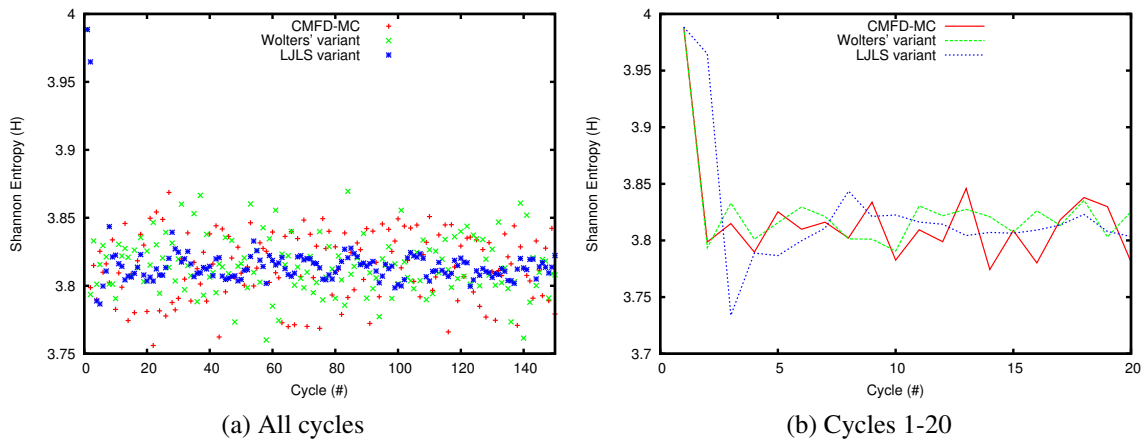 4
3.95
3.9
3.85
3.8
3.75
0
20
40
60
80
100
120
140
Shannon Entropy (H)
Cycle (#)
CMFD-MC
Wolters' variant
LJLS variant
(a) All cycles
4
3.95
3.9
3.85
3.8
3.75
3.7
0
5
10
15
20
Shannon Entropy (H)
Cycle (#)
CMFD-MC
Wolters' variant
LJLS variant
(b) Cycles 1-20